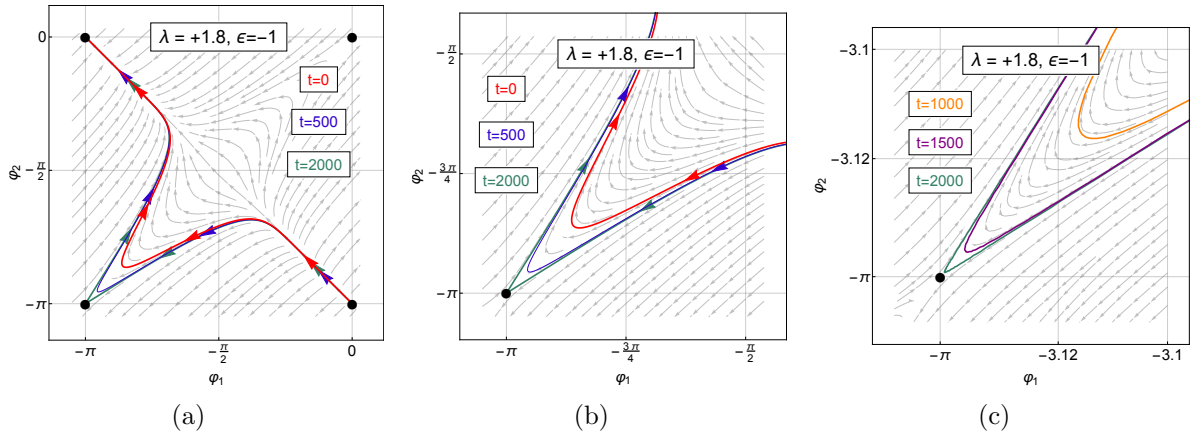 λ = +1.8, ϵ=−1
t=0
t=500
t=2000
0
−π/2
−π
φ₂
−π
−π/2
0
φ₁
(a)
λ = +1.8, ϵ=−1
t=0
t=500
t=2000
−π/2
−3π/4
−π
φ₂
−π
−3π/4
−π/2
φ₁
(b)
λ = +1.8, ϵ=−1
t=1000
t=1500
t=2000
−3.1
−3.12
−π
φ₂
−π
−3.12
−3.1
φ₁
(c)